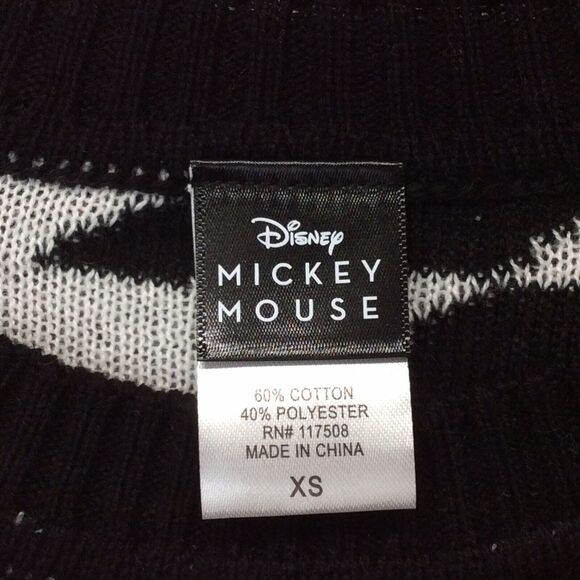 Disney
MICKEY
MOUSE
60% COTTON
40% POLYESTER
RN# 117508
MADE IN CHINA
XS